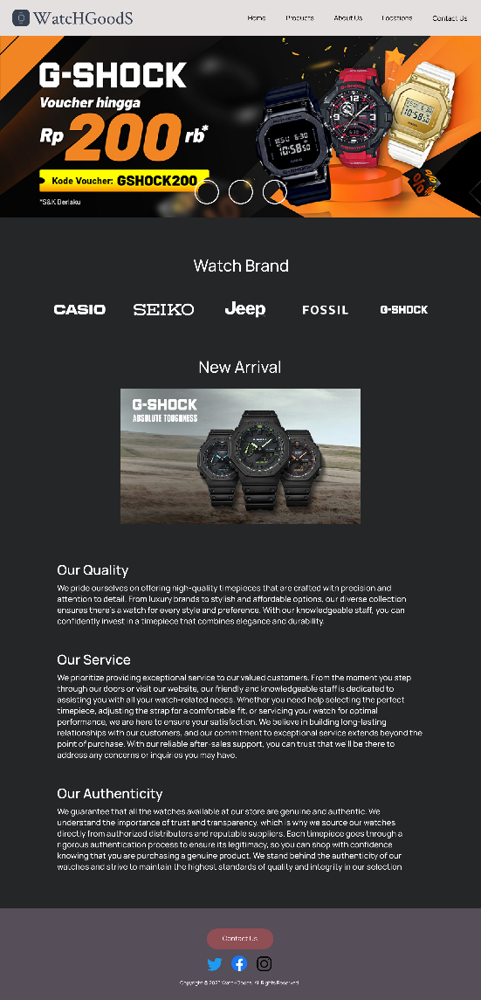 WatcHGoodS
Home Products About Us Locations Contact Us
G-SHOCK
Voucher hingga
Rp 200 rb*
Kode Voucher: GSHOCK200
*S&K Berlaku
Watch Brand
CASIO SEIKO Jeep FOSSIL G-SHOCK
New Arrival
G-SHOCK
ABSOLUTE TOUGHNESS
Our Quality
We pride ourselves on offering high-quality timepieces that are crafted with precision and
attention to detail. From luxury brands to stylish and affordable options, our diverse collection
ensures there's a watch for every style and preference. With our knowledgeable staff, you can
confidently invest in a timepiece that combines elegance and durability.
Our Service
We prioritize providing exceptional service to our valued customers. From the moment you step
through our doors or visit our website, our friendly and knowledgeable staff is dedicated to
assisting you with all your watch-related needs. Whether you need help selecting the perfect
timepiece, adjusting the strap for a comfortable fit, or servicing your watch for optimal
performance, we are here to ensure your satisfaction. We believe in building long-lasting
relationships with our customers, and our commitment to exceptional service extends beyond the
point of purchase. With our reliable after-sales support, you can trust that we'll be there to
address any concerns or inquiries you may have.
Our Authenticity
We guarantee that all the watches available at our store are genuine and authentic. We
understand the importance of trust and transparency, which is why we source our watches
directly from authorized distributors and reputable suppliers. Each timepiece goes through a
rigorous authentication process to ensure its legitimacy, so you can shop with confidence
knowing that you are purchasing a genuine product. We stand behind the authenticity of our
watches and strive to maintain the highest standards of quality and integrity in our selection
Contact Us
Copyright © 2023 WatcHGoods. All Rights Reserved